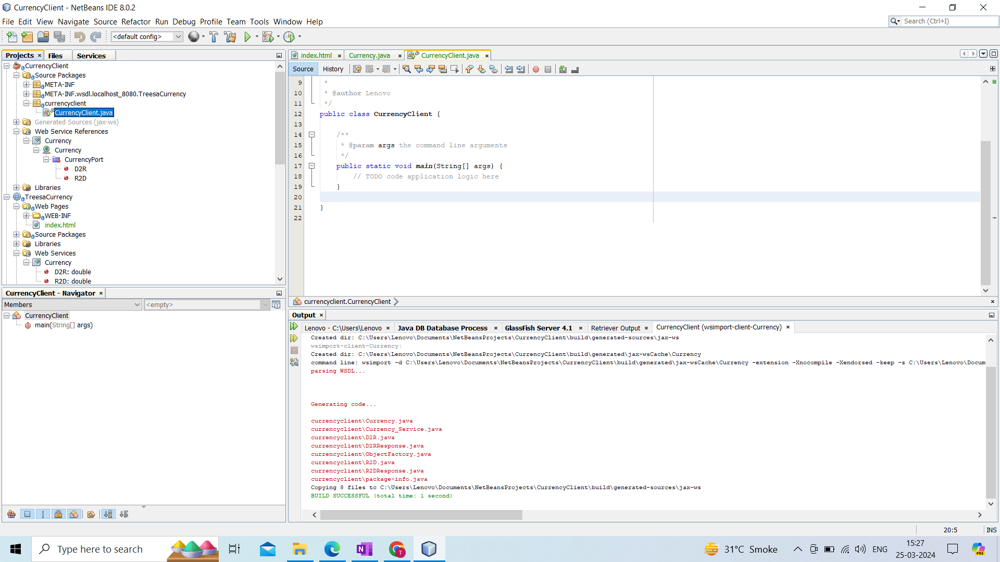 CurrencyClient - NetBeans IDE 8.0.2
File Edit View Navigate Source Refactor Run Debug Profile Team Tools Window Help
Search (Ctrl+I)
<default config>
Projects × Files Services
CurrencyClient
Source Packages
META-INF
META-INF.wsdl.localhost_8080.TreesaCurrency
currencyclient
CurrencyClient.java
Generated Sources (jax-ws)
Web Service References
Currency
Currency
CurrencyPort
D2R
R2D
Libraries
TreesaCurrency
Web Pages
WEB-INF
index.html
Source Packages
Libraries
Web Services
Currency
D2R: double
R2D: double
CurrencyClient - Navigator ×
Members
<empty>
CurrencyClient
main(String[] args)
index.html × Currency.java × CurrencyClient.java ×
Source History
9 *
10 * @author Lenovo
11 */
12 public class CurrencyClient {
13
14 /**
15 * @param args the command line arguments
16 */
17 public static void main(String[] args) {
18 // TODO code application logic here
19 }
20
21 }
22
currencyclient.CurrencyClient
Output ×
Lenovo - C:\Users\Lenovo × Java DB Database Process × GlassFish Server 4.1 × Retriever Output × CurrencyClient (wsimport-client-Currency) ×
Created dir: C:\Users\Lenovo\Documents\NetBeansProjects\CurrencyClient\build\generated-sources\jax-ws
wsimport-client-Currency:
Created dir: C:\Users\Lenovo\Documents\NetBeansProjects\CurrencyClient\build\generated\jax-wsCache\Currency
command line: wsimport -d C:\Users\Lenovo\Documents\NetBeansProjects\CurrencyClient\build\generated\jax-wsCache\Currency -extension -Xnocompile -Xendorsed -keep -s C:\Users\Lenovo\Docum
parsing WSDL...
Generating code...
currencyclient\Currency.java
currencyclient\Currency_Service.java
currencyclient\D2R.java
currencyclient\D2RResponse.java
currencyclient\ObjectFactory.java
currencyclient\R2D.java
currencyclient\R2DResponse.java
currencyclient\package-info.java
Copying 8 files to C:\Users\Lenovo\Documents\NetBeansProjects\CurrencyClient\build\generated-sources\jax-ws
BUILD SUCCESSFUL (total time: 1 second)
20:5 INS
Type here to search
31°C Smoke
ENG
15:27
25-03-2024
PRE